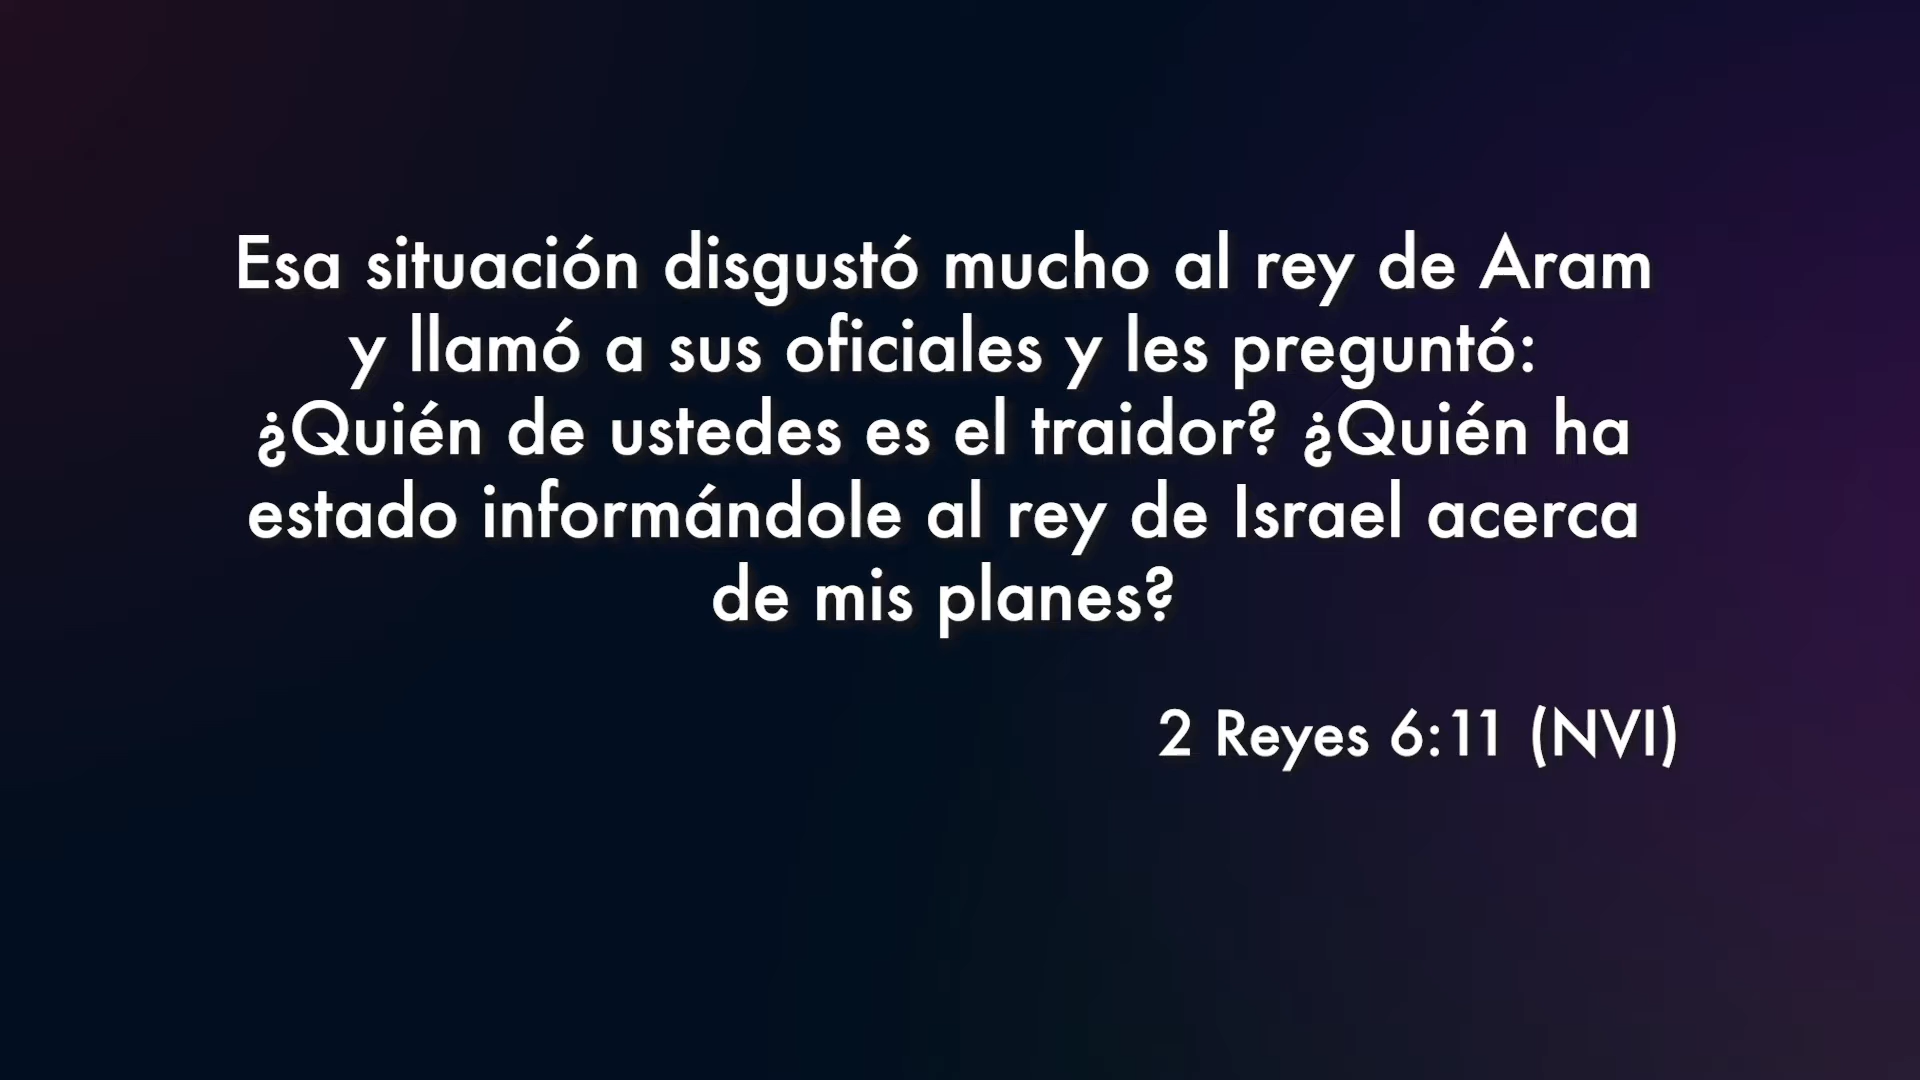 Esa situación disgustó mucho al rey de Aram
y llamó a sus oficiales y les preguntó:
¿Quién de ustedes es el traidor? ¿Quién ha
estado informándole al rey de Israel acerca
de mis planes?
2 Reyes 6:11 (NVI)